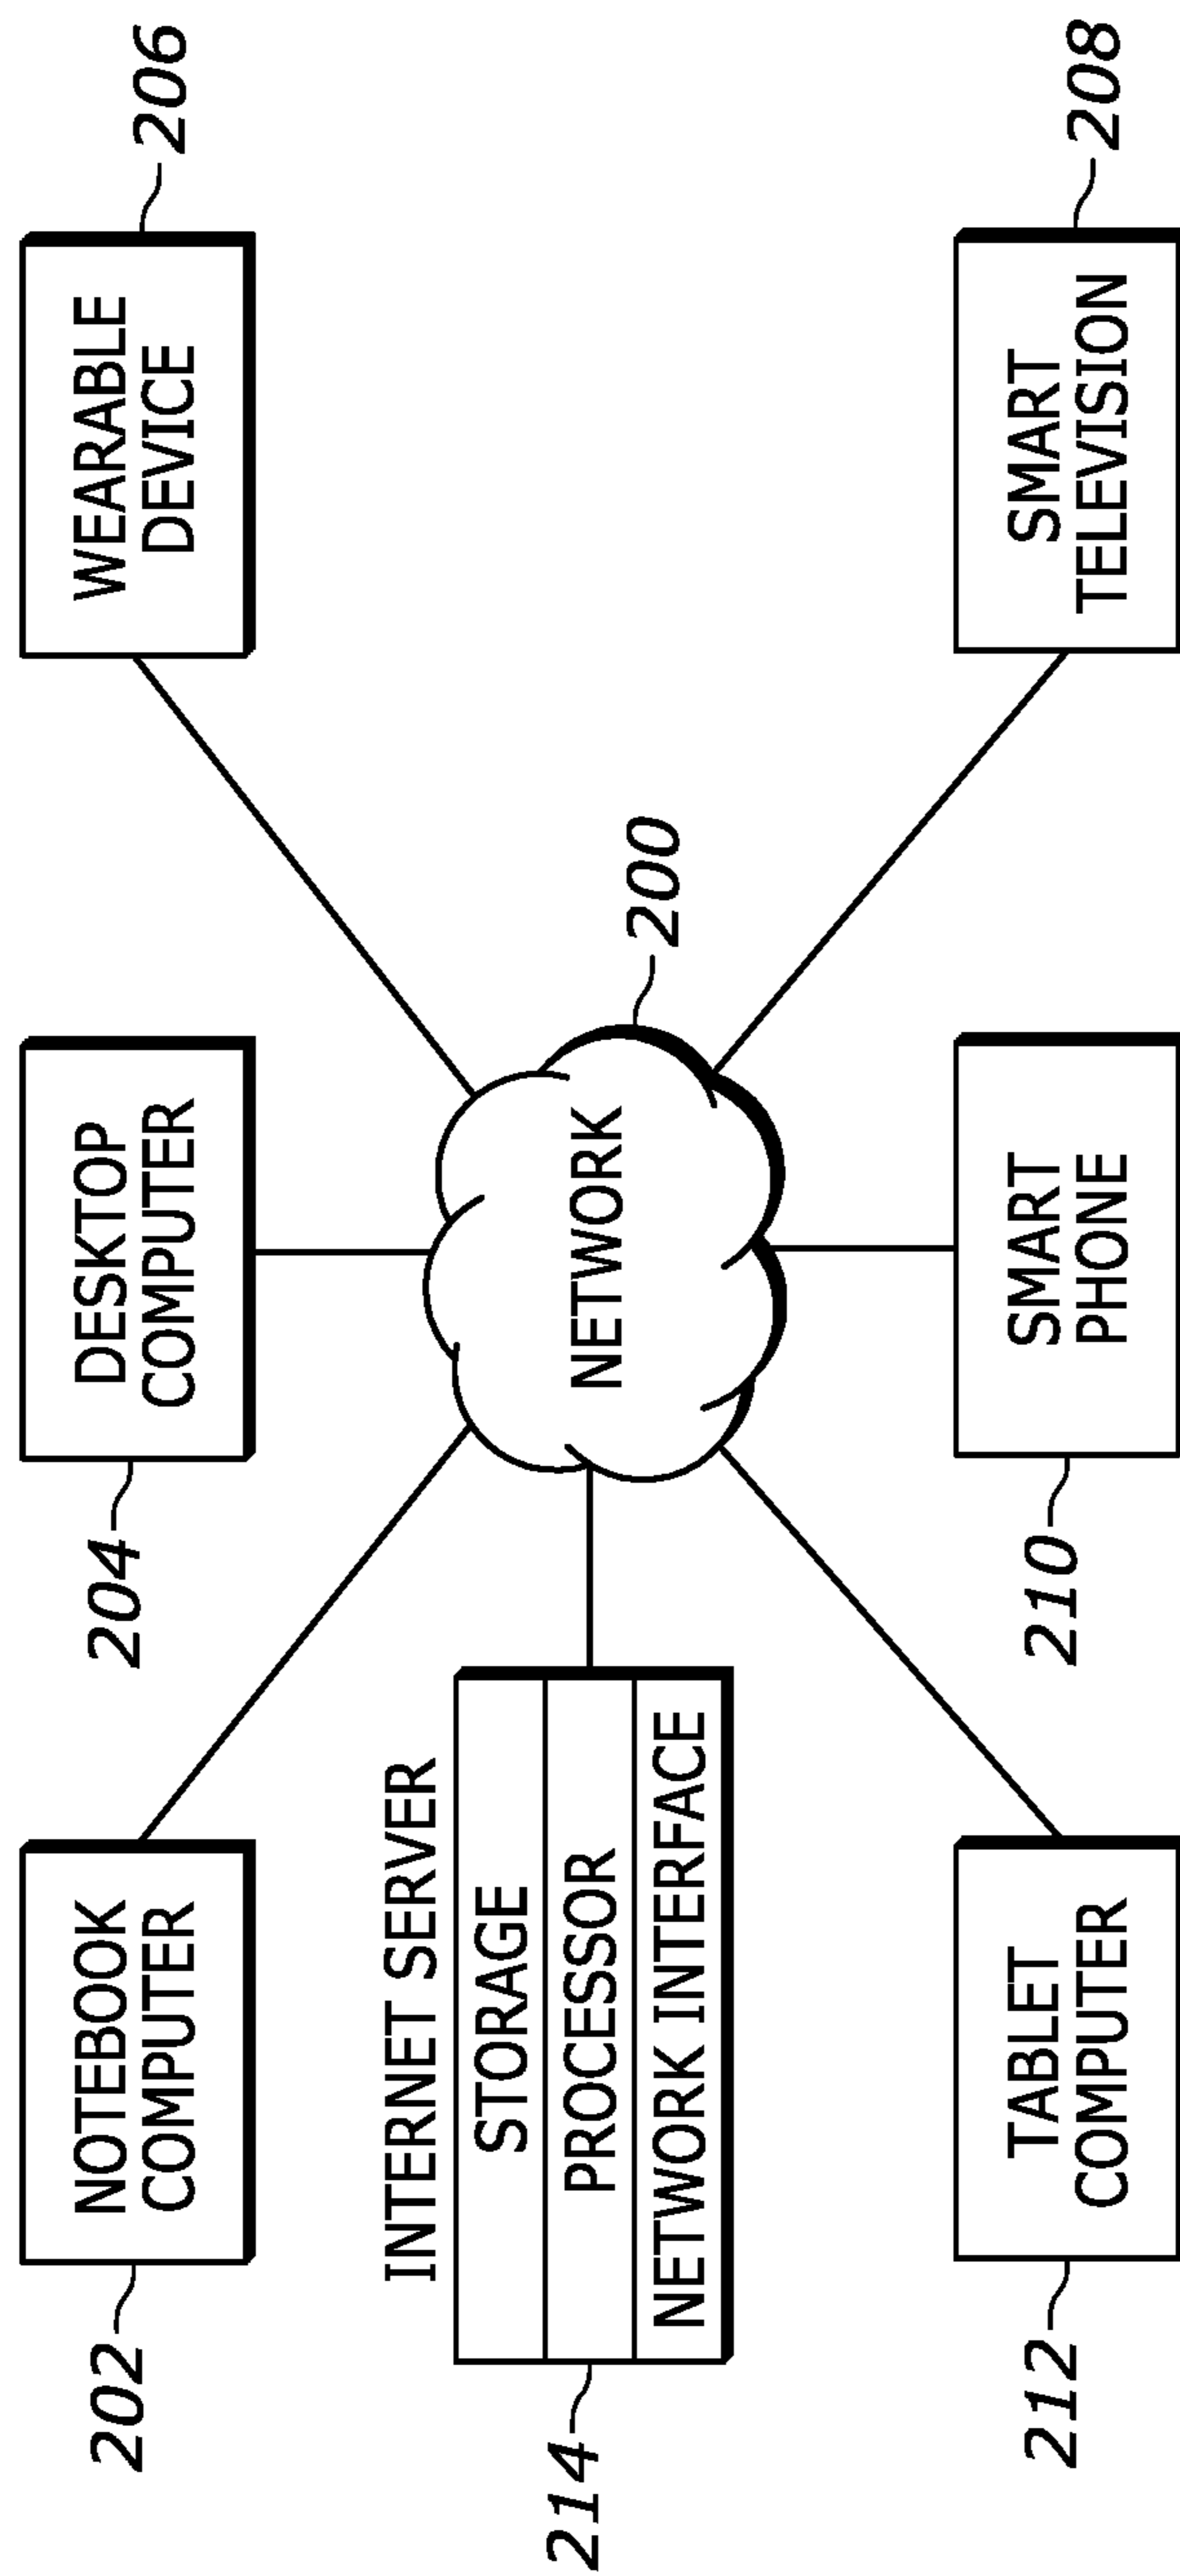 202
NOTEBOOK
COMPUTER
204
DESKTOP
COMPUTER
206
WEARABLE
DEVICE
INTERNET SERVER
214
STORAGE
PROCESSOR
NETWORK INTERFACE
NETWORK
200
212
TABLET
COMPUTER
210
SMART
PHONE
208
SMART
TELEVISION